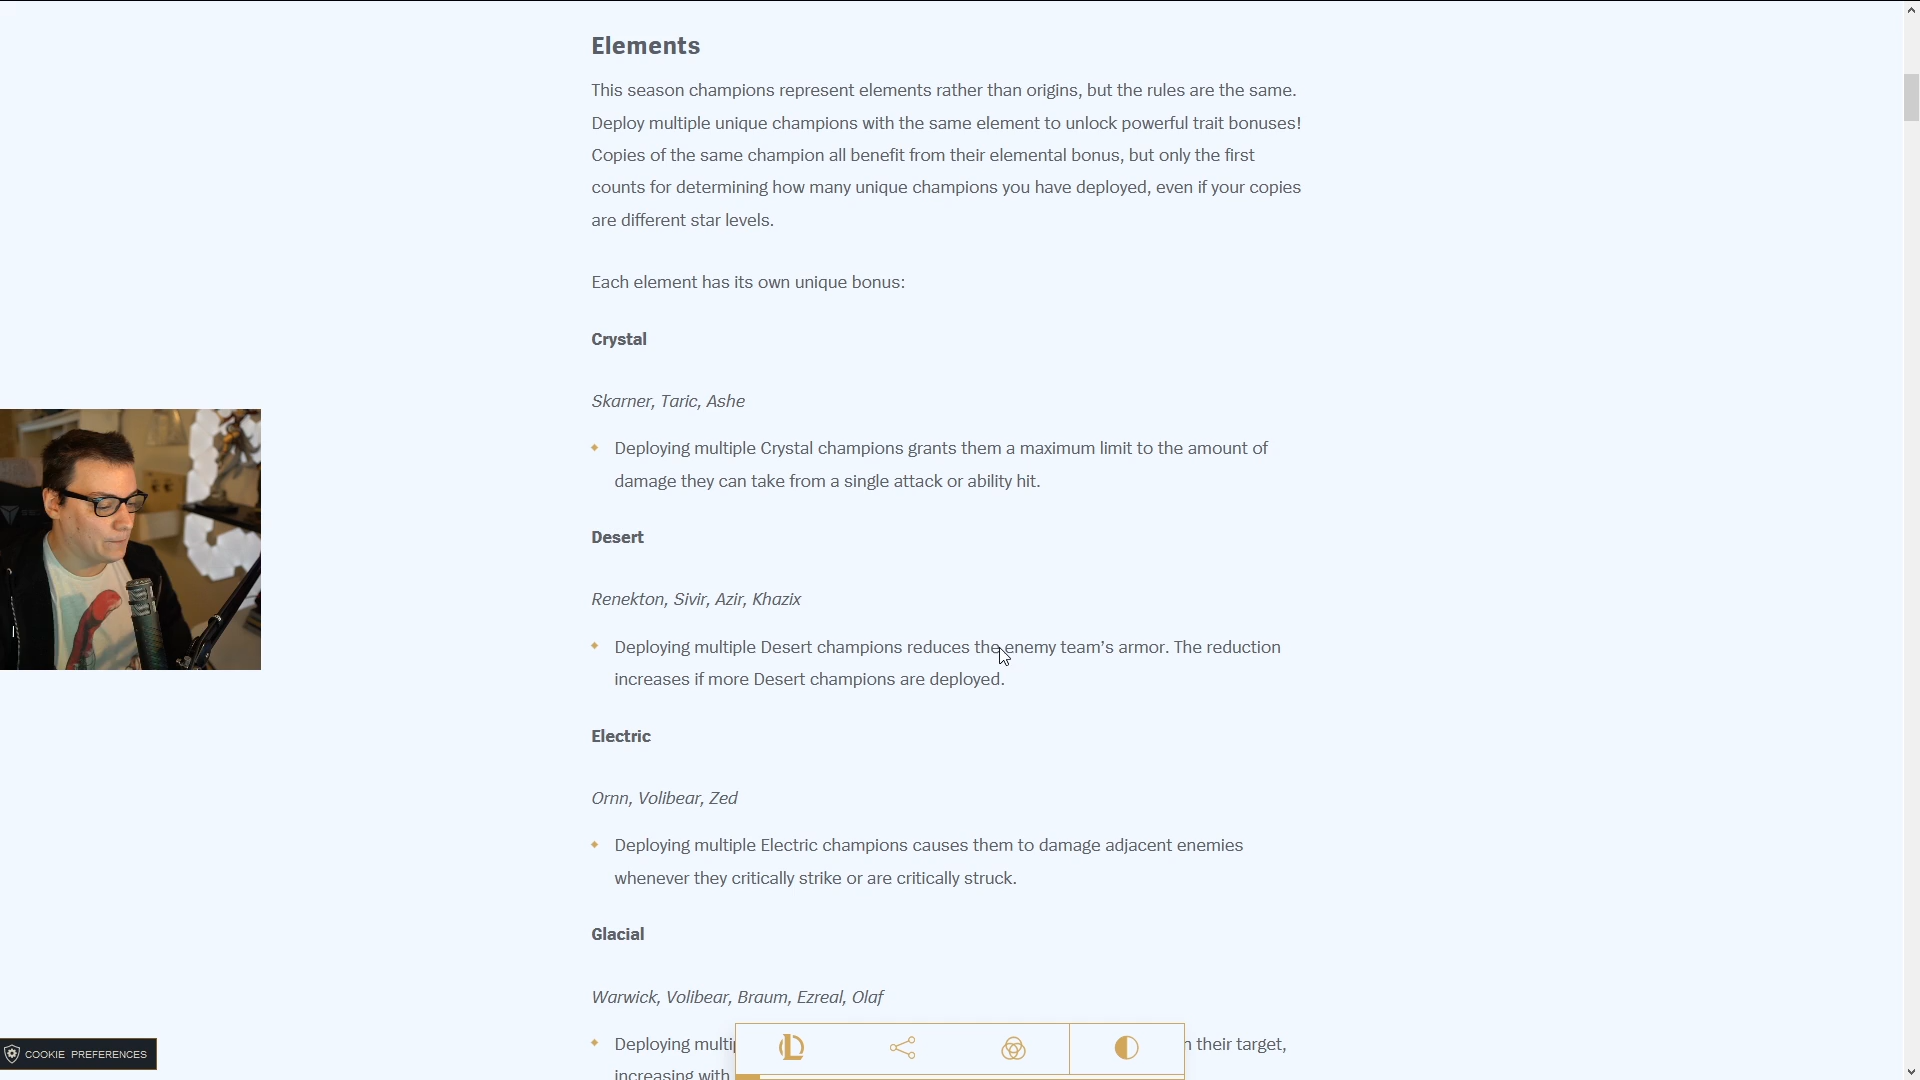 Elements
This season champions represent elements rather than origins, but the rules are the same.
Deploy multiple unique champions with the same element to unlock powerful trait bonuses!
Copies of the same champion all benefit from their elemental bonus, but only the first
counts for determining how many unique champions you have deployed, even if your copies
are different star levels.
Each element has its own unique bonus:
Crystal
Skarner, Taric, Ashe
Deploying multiple Crystal champions grants them a maximum limit to the amount of
damage they can take from a single attack or ability hit.
Desert
Renekton, Sivir, Azir, Khazix
Deploying multiple Desert champions reduces the enemy team’s armor. The reduction
increases if more Desert champions are deployed.
Electric
Ornn, Volibear, Zed
Deploying multiple Electric champions causes them to damage adjacent enemies
whenever they critically strike or are critically struck.
Glacial
Warwick, Volibear, Braum, Ezreal, Olaf
Deploying their target,
increasing with
COOKIE PREFERENCES